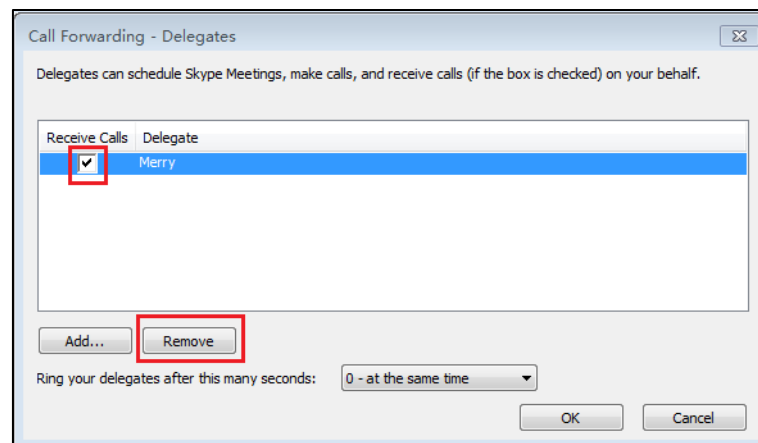 Call Forwarding - Delegates
Delegates can schedule Skype Meetings, make calls, and receive calls (if the box is checked) on your behalf.
Receive Calls Delegate
Merry
Add... Remove
Ring your delegates after this many seconds: 0 - at the same time
OK Cancel